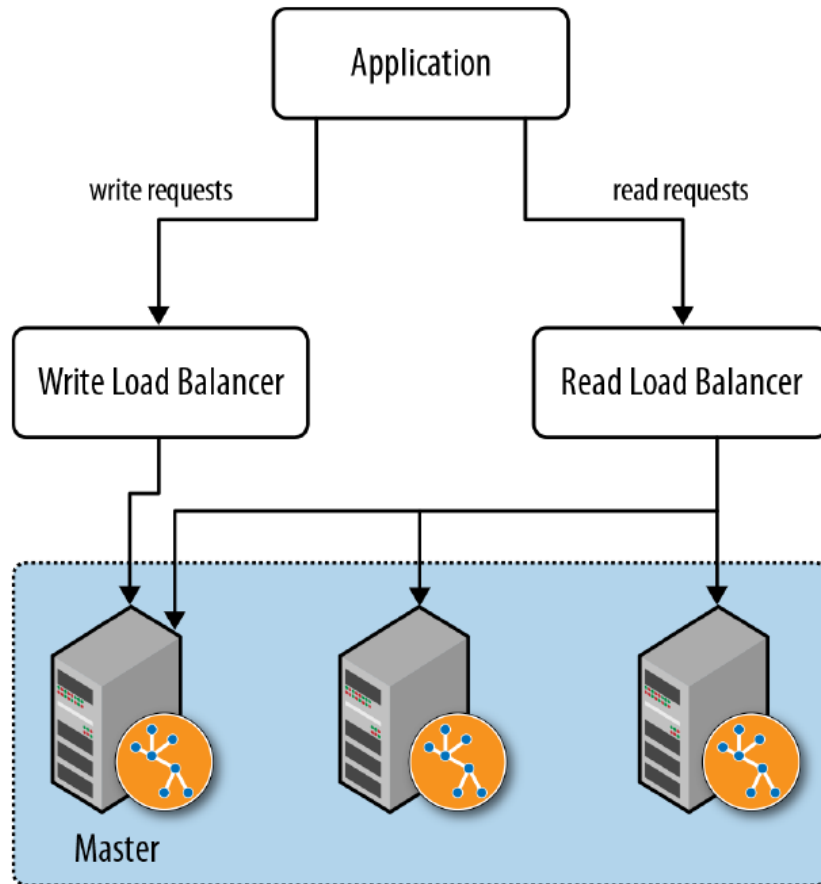 Application
write requests
read requests
Write Load Balancer
Read Load Balancer
Master